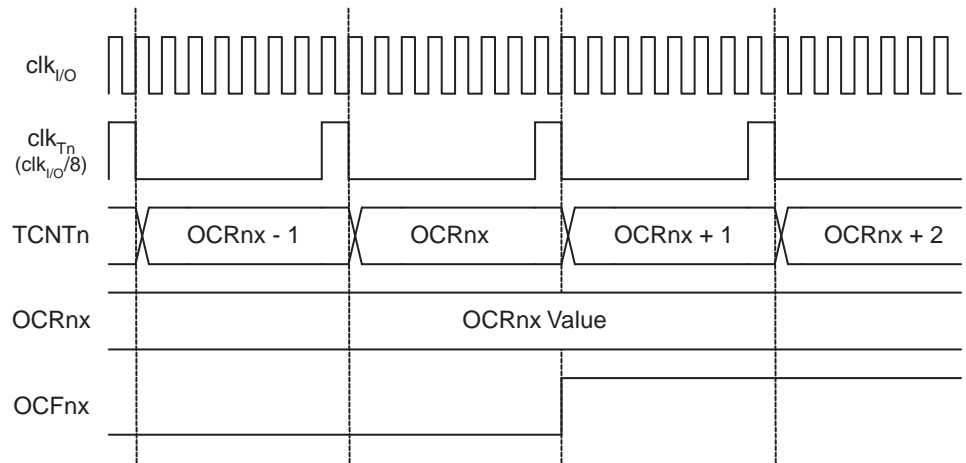 clkI/O
clkTn
(clkI/O/8)
TCNTn
OCRnx - 1
OCRnx
OCRnx + 1
OCRnx + 2
OCRnx
OCRnx Value
OCFnx